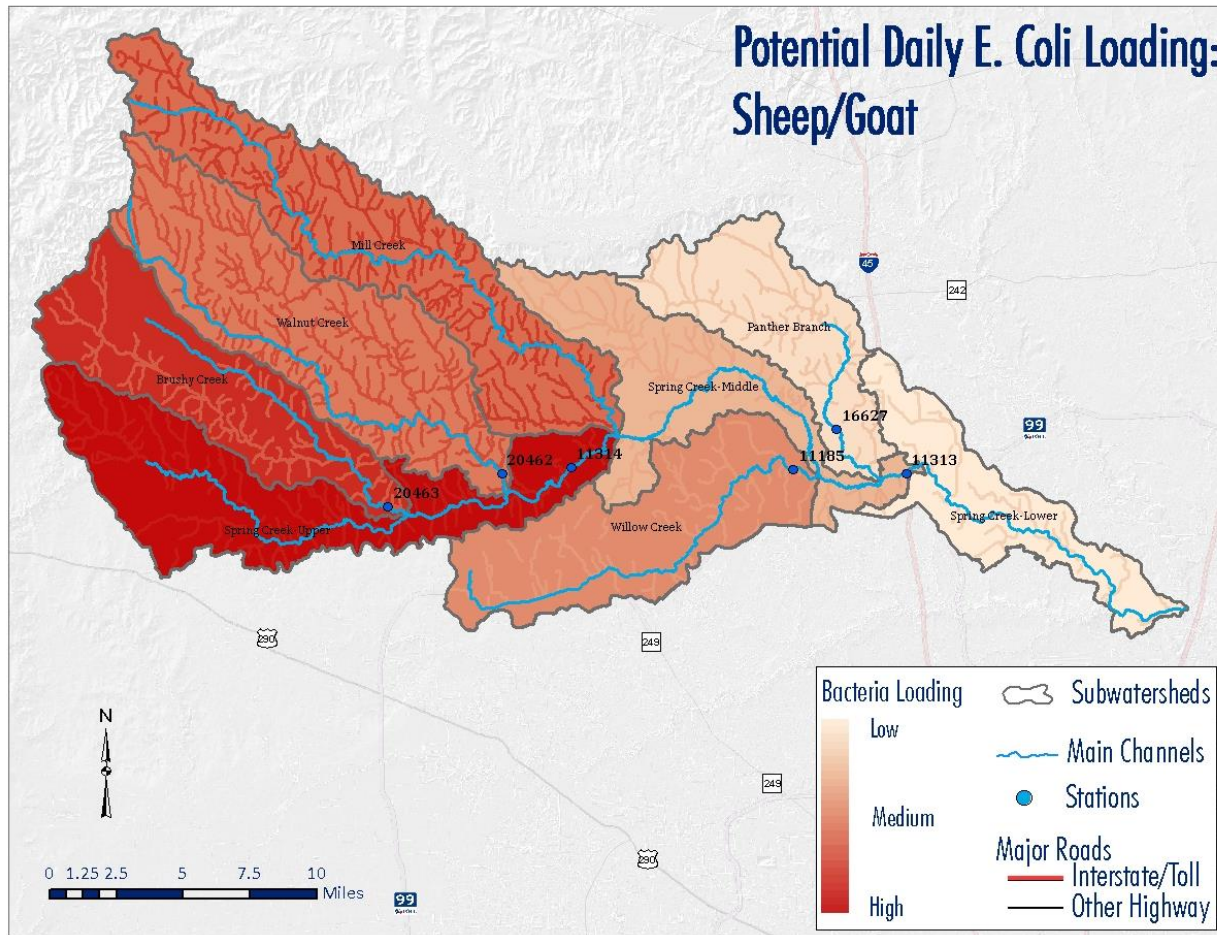 Potential Daily E. Coli Loading:
Sheep/Goat
Mill Creek
45
242
Walnut Creek
Panther Branch
Brushy Creek
Spring Creek-Middle
99
16627
20462
11314
11185
11313
20463
Spring Creek-Upper
Willow Creek
Spring Creek-Lower
290
249
N
249
290
99
0 1.25 2.5 5 7.5 10
Miles
Bacteria Loading
Low
Medium
High
Subwatersheds
Main Channels
Stations
Major Roads
Interstate/Toll
Other Highway